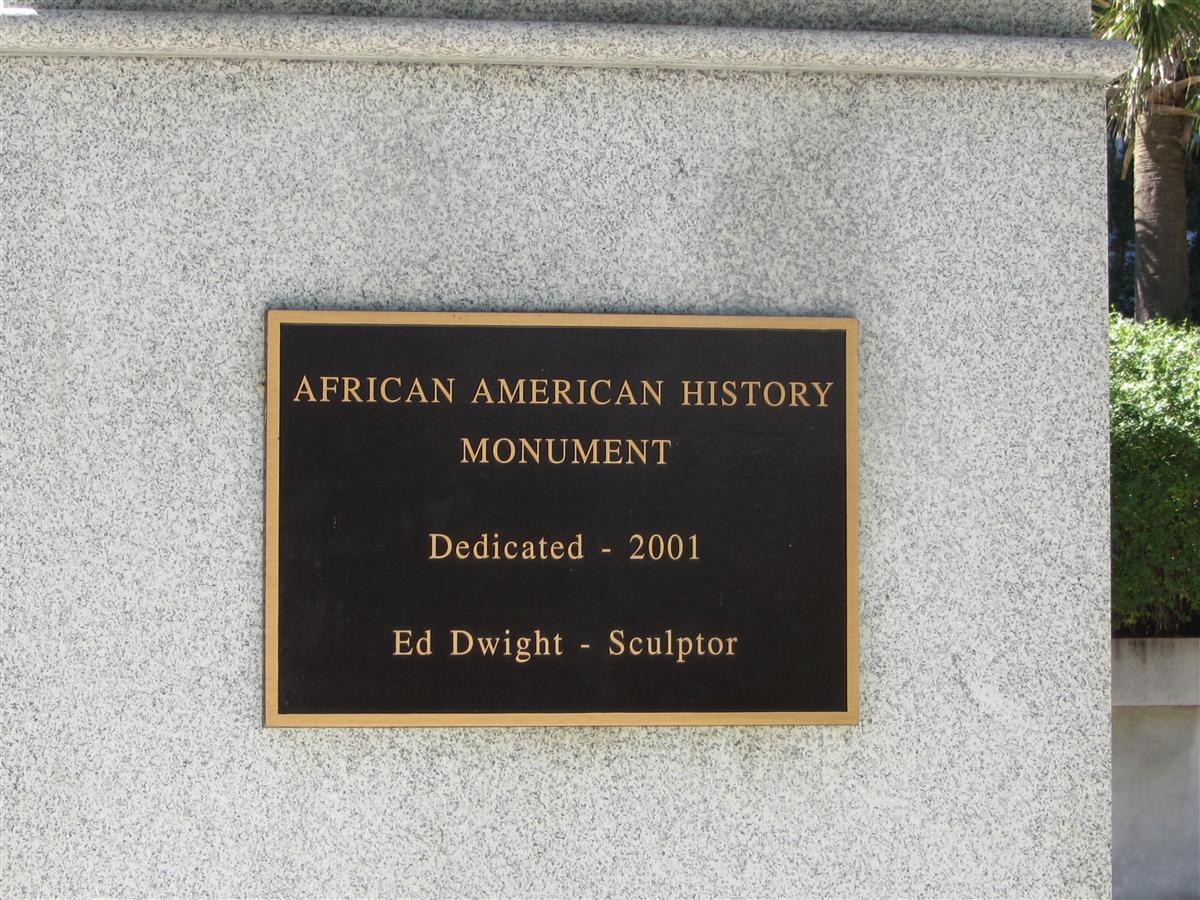 AFRICAN AMERICAN HISTORY
MONUMENT
Dedicated - 2001
Ed Dwight - Sculptor